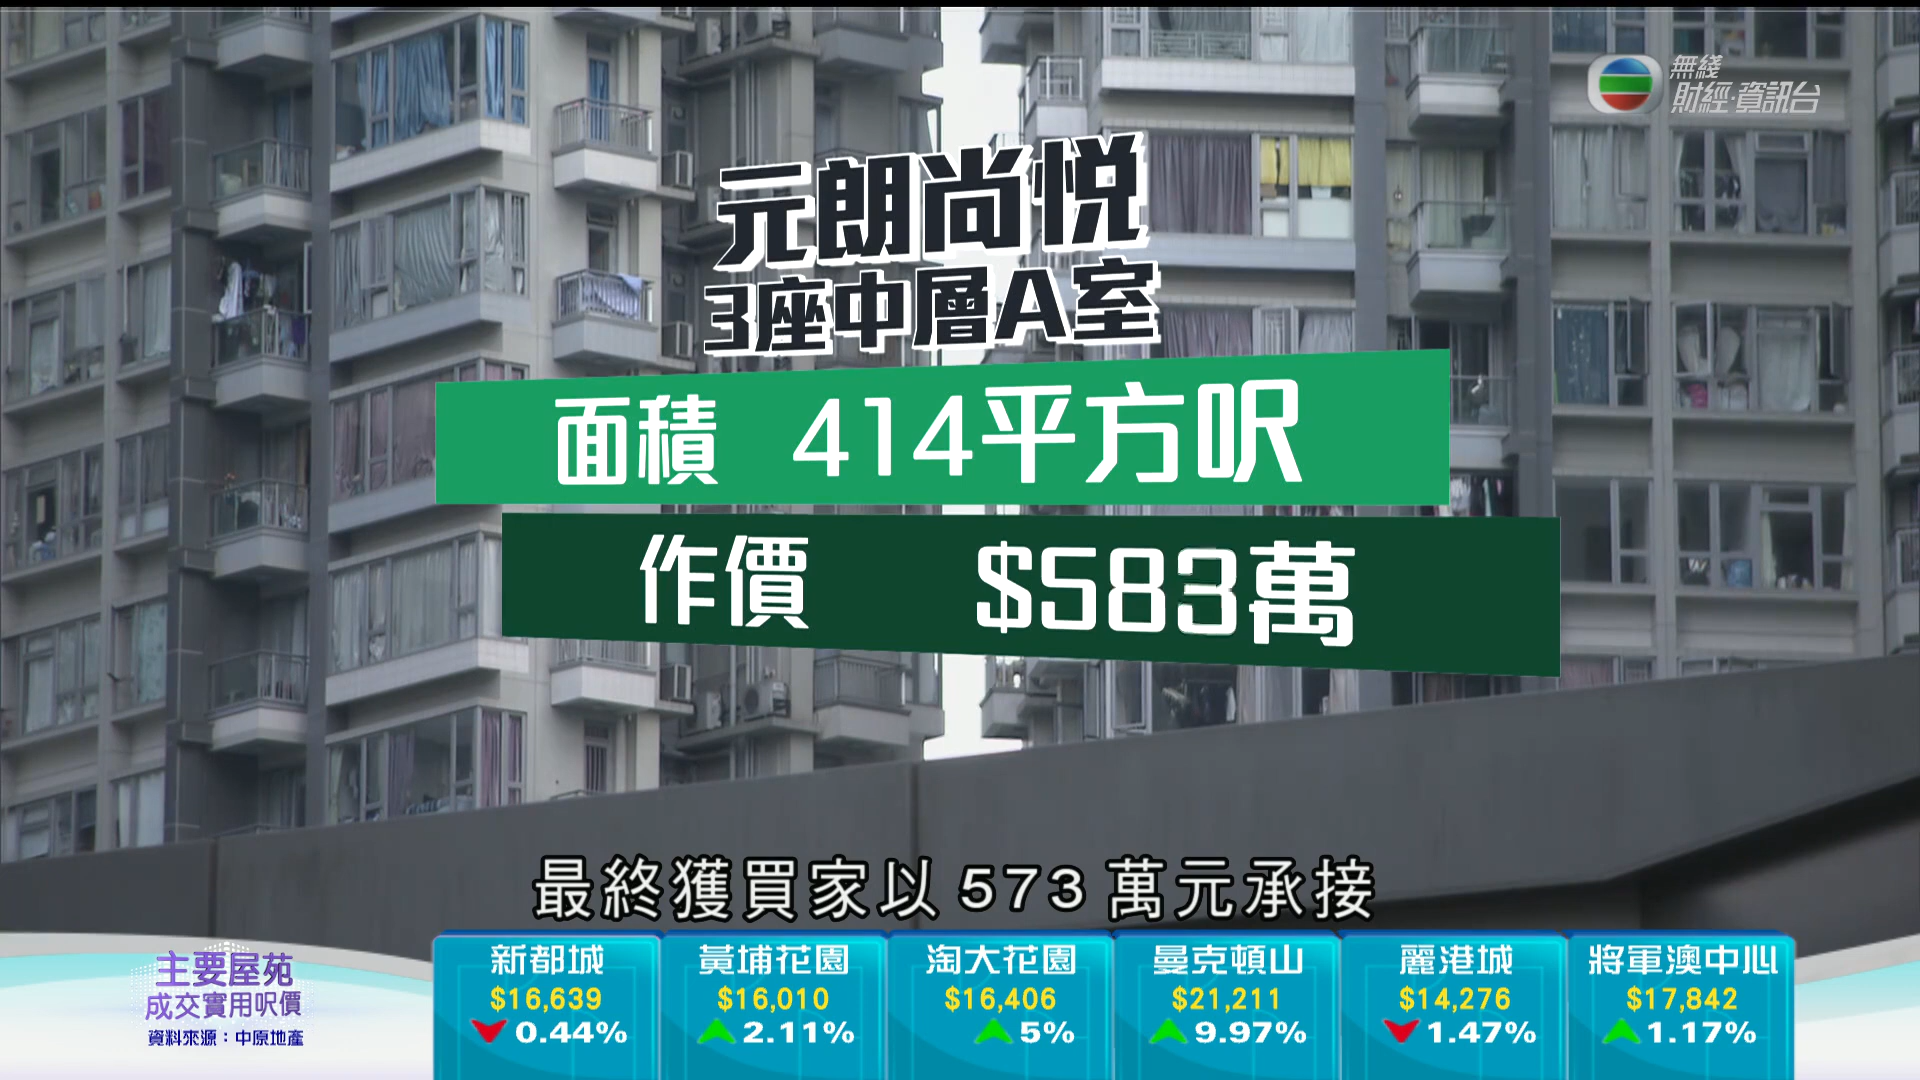 無綫
財經·資訊台
元朗尚悅
3座中層A室
面積 414平方呎
作價 $583萬
最終獲買家以573萬元承接
主要屋苑
成交實用呎價
資料來源：中原地產
新都城
$16,639
0.44%
黃埔花園
$16,010
2.11%
淘大花園
$16,406
5%
曼克頓山
$21,211
9.97%
麗港城
$14,276
1.47%
將軍澳中心
$17,842
1.17%